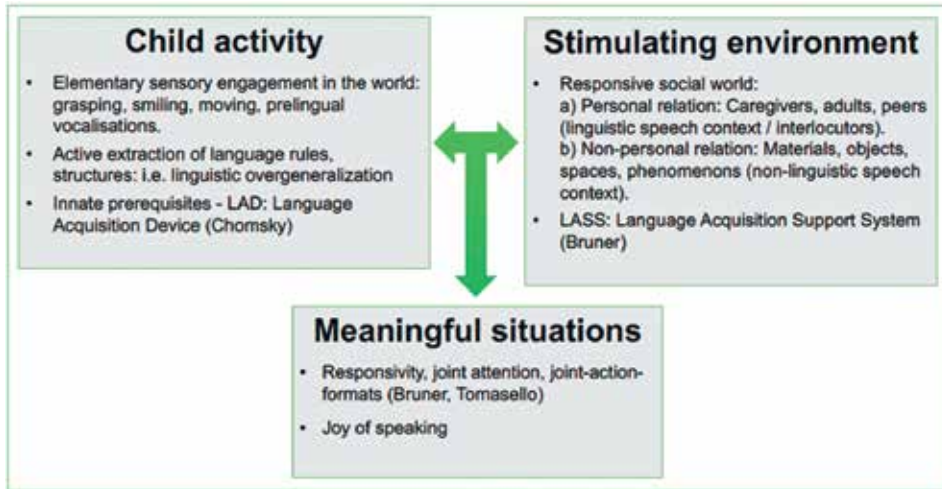 Child activity
• Elementary sensory engagement in the world:
grasping, smiling, moving, prelingual
vocalisations.
• Active extraction of language rules,
structures: i.e. linguistic overgeneralization
• Innate prerequisites - LAD: Language
Acquisition Device (Chomsky)
Stimulating environment
• Responsive social world:
a) Personal relation: Caregivers, adults, peers
(linguistic speech context / interlocutors).
b) Non-personal relation: Materials, objects,
spaces, phenomenons (non-linguistic speech
context).
• LASS: Language Acquisition Support System
(Bruner)
Meaningful situations
• Responsivity, joint attention, joint-action-
formats (Bruner, Tomasello)
• Joy of speaking